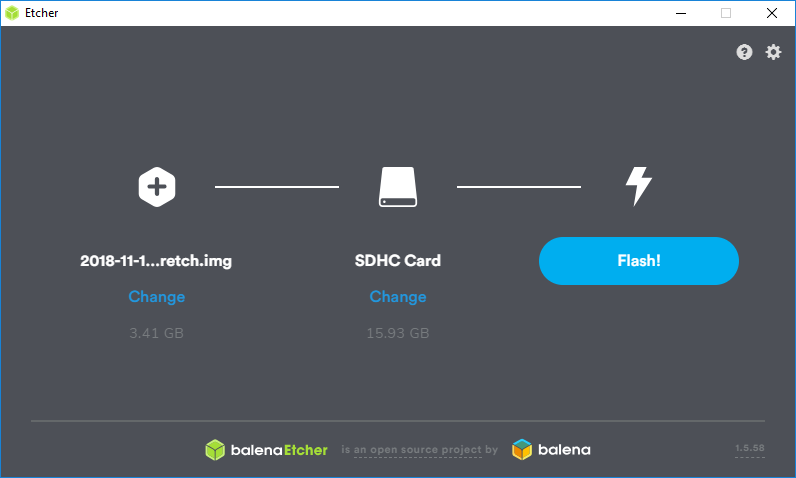 Etcher
2018-11-1...retch.img
SDHC Card
Flash!
Change
Change
3.41 GB
15.93 GB
balenaEtcher is an open source project by balena
1.5.58